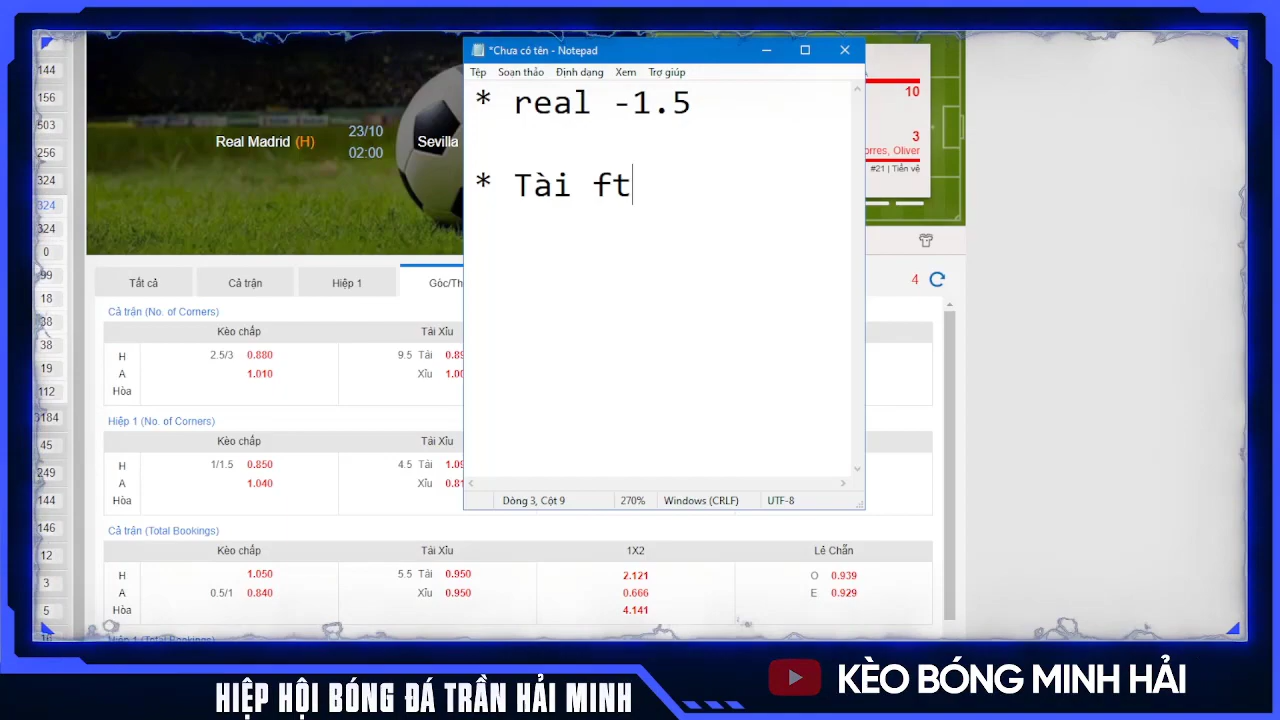 *Chưa có tên - Notepad
Tệp Soạn thảo Định dạng Xem Trợ giúp
* real -1.5
* Tài ft
Dòng 3, Cột 9 270% Windows (CRLF) UTF-8
144
156
503
256
324
324
324
0
99
18
38
38
19
112
45
249
144
146
12
3
5
Real Madrid (H)
23/10
02:00
Sevilla
10
3
Oliver
#21 | Tiền vệ
Tất cả Cả trận Hiệp 1
4
Cả trận (No. of Corners)
Kèo chấp Tài Xỉu
H 2.5/3 0.880 9.5 Tài
A 1.010 Xỉu
Hòa
Hiệp 1 (No. of Corners)
Kèo chấp Tài Xỉu
H 1/1.5 0.850 4.5 Tài
A 1.040 Xỉu
Hòa
Cả trận (Total Bookings)
Kèo chấp Tài Xỉu 1X2 Lẻ Chẵn
H 1.050 5.5 Tài 0.950 2.121 O 0.939
A 0.5/1 0.840 Xỉu 0.950 0.666 E 0.929
Hòa 4.141
Hiệp 1 (Total Bookings)
HIỆP HỘI BÓNG ĐÁ TRẦN HẢI MINH
KÈO BÓNG MINH HẢI